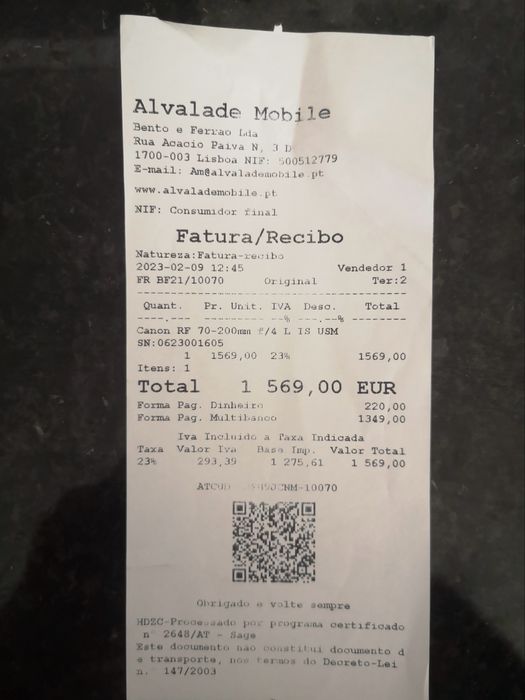 Alvalade Mobile
Bento e Ferrao Lda
Rua Acacio Paiva N, 3 D
1700-003 Lisboa NIF: 500512779
E-mail: Am@alvalademobile.pt
www.alvalademobile.pt
NIF: Consumidor final
Fatura/Recibo
Natureza:Fatura-recibo
2023-02-09 12:45 Vendedor 1
FR BF21/10070 Original Ter:2
Quant. Pr. Unit. IVA Desc. Total
---.--- -------- --% ---.--% --------
Canon RF 70-200mm f/4 L IS USM
SN:0623001605
1 1569,00 23% 1569,00
Itens: 1
Total 1 569,00 EUR
Forma Pag. Dinheiro 220,00
Forma Pag. Multibanco 1349,00
Iva Incluido a Taxa Indicada
Taxa Valor Iva Base Imp. Valor Total
23% 293,39 1 275,61 1 569,00
Obrigado e volte sempre
HDZC-Processado por programa certificado
nº 2648/AT - Sage
Este documento não constitui documento d
e transporte, nos termos do Decreto-Lei
n.º 147/2003